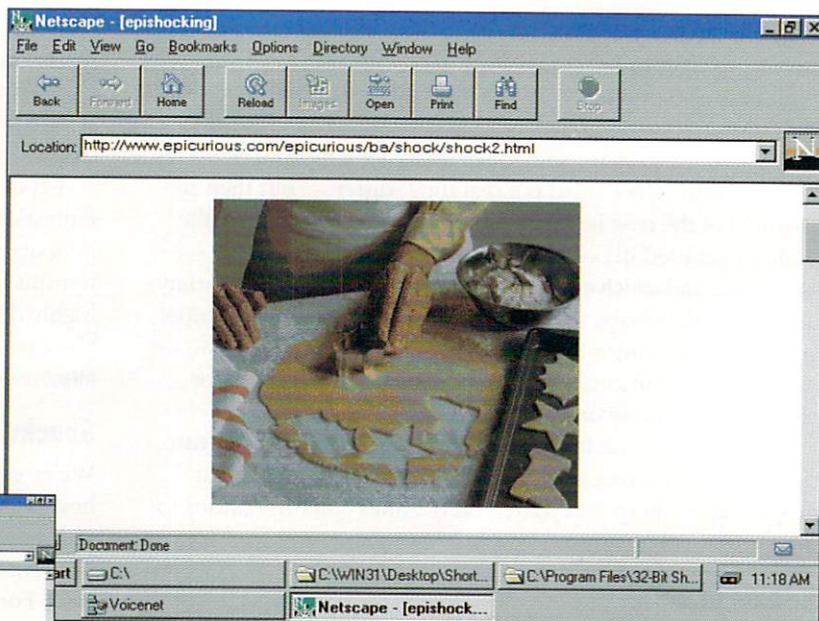 Netscape - [epishocking]
File Edit View Go Bookmarks Options Directory Window Help
Back Forward Home Reload Images Open Print Find Stop
Location: http://www.epicurious.com/epicurious/ba/shock/shock2.html
N
Document: Done
art C:\ C:\WIN31\Desktop\Short... C:\Program Files\32-Bit Sh... 11:18 AM
Voicenet Netscape - [epishock...